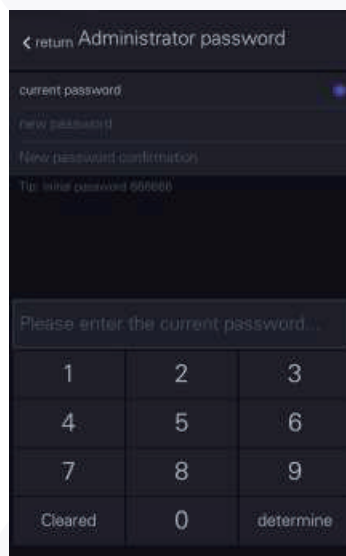 return Administrator password
current password
new password
New password confirmation
Tip: initial password 666666
Please enter the current password...
1 2 3
4 5 6
7 8 9
Cleared 0 determine